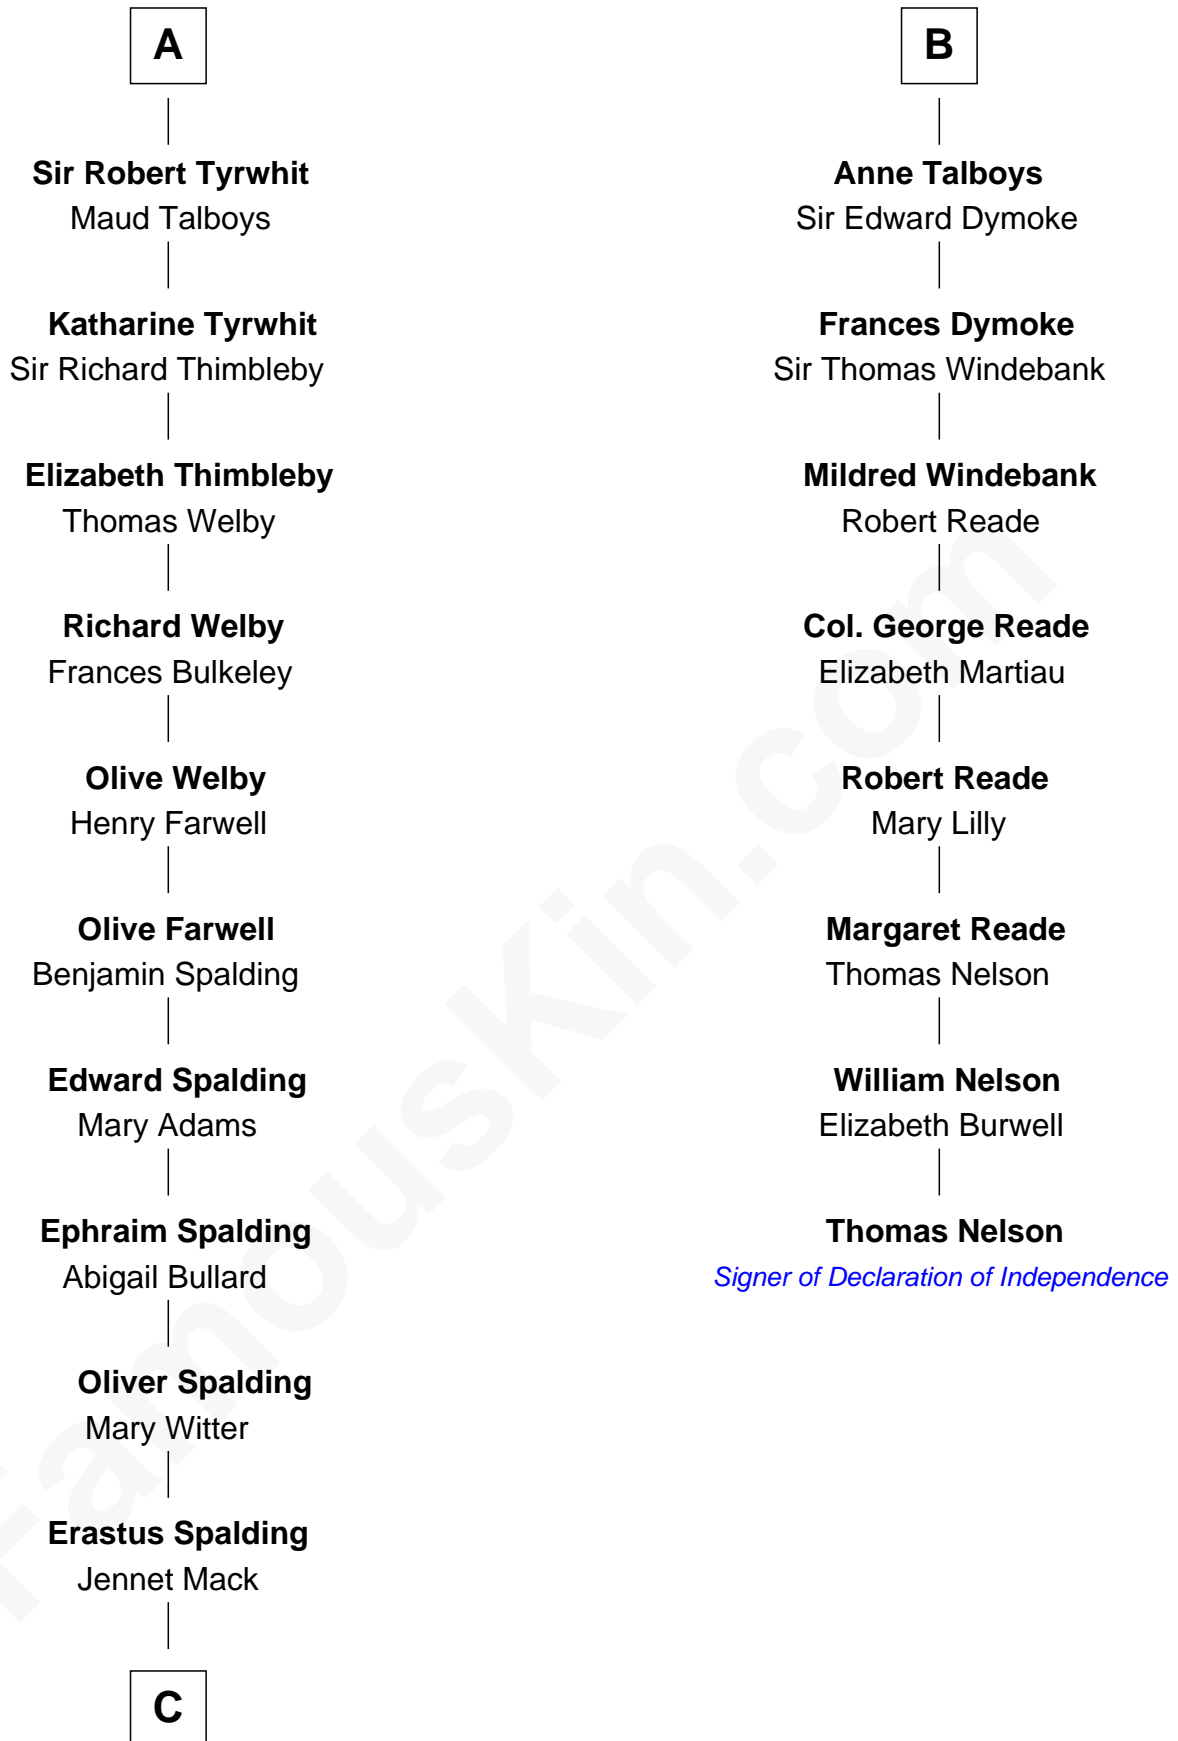 A
Sir Robert Tyrwhit
Maud Talboys
Katharine Tyrwhit
Sir Richard Thimbleby
Elizabeth Thimbleby
Thomas Welby
Richard Welby
Frances Bulkeley
Olive Welby
Henry Farwell
Olive Farwell
Benjamin Spalding
Edward Spalding
Mary Adams
Ephraim Spalding
Abigail Bullard
Oliver Spalding
Mary Witter
Erastus Spalding
Jennet Mack
C
B
Anne Talboys
Sir Edward Dymoke
Frances Dymoke
Sir Thomas Windebank
Mildred Windebank
Robert Reade
Col. George Reade
Elizabeth Martiau
Robert Reade
Mary Lilly
Margaret Reade
Thomas Nelson
William Nelson
Elizabeth Burwell
Thomas Nelson
Signer of Declaration of Independence
FamousKin.com